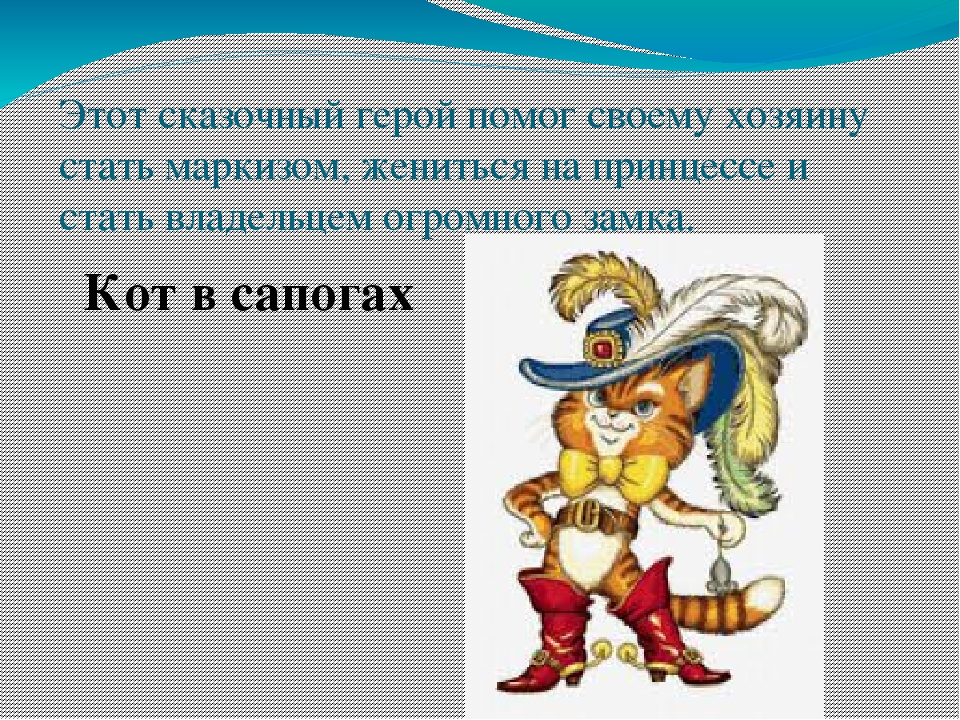 Этот сказочный герой помог своему хозяину
стать маркизом, жениться на принцессе и
стать владельцем огромного замка.
Кот в сапогах